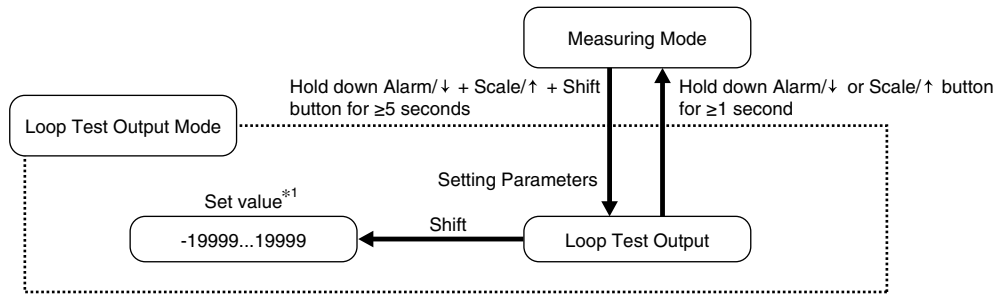 Measuring Mode
Hold down Alarm/↓ + Scale/↑ + Shift
button for ≥5 seconds
Hold down Alarm/↓ or Scale/↑ button
for ≥1 second
Loop Test Output Mode
Setting Parameters
Set value*1
-19999...19999
Shift
Loop Test Output